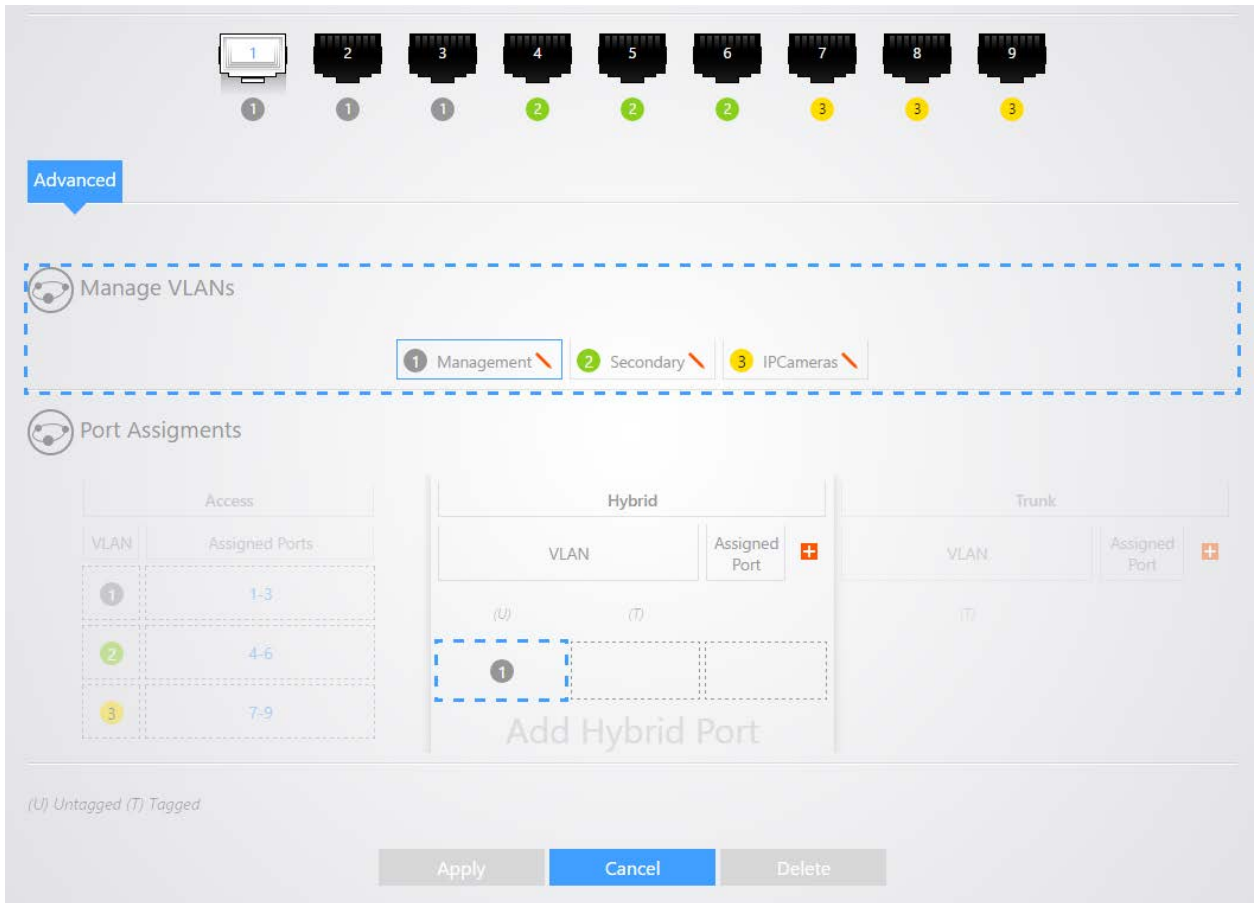 1 2 3 4 5 6 7 8 9
1 1 1 2 2 2 3 3 3
Advanced
Manage VLANs
1 Management 2 Secondary 3 IPCameras
Port Assigments
Access Hybrid Trunk
VLAN Assigned Ports VLAN Assigned Port VLAN Assigned Port
(U) (T) (T)
1 1-3
2 4-6
3 7-9
1
Add Hybrid Port
(U) Untagged (T) Tagged
Apply Cancel Delete